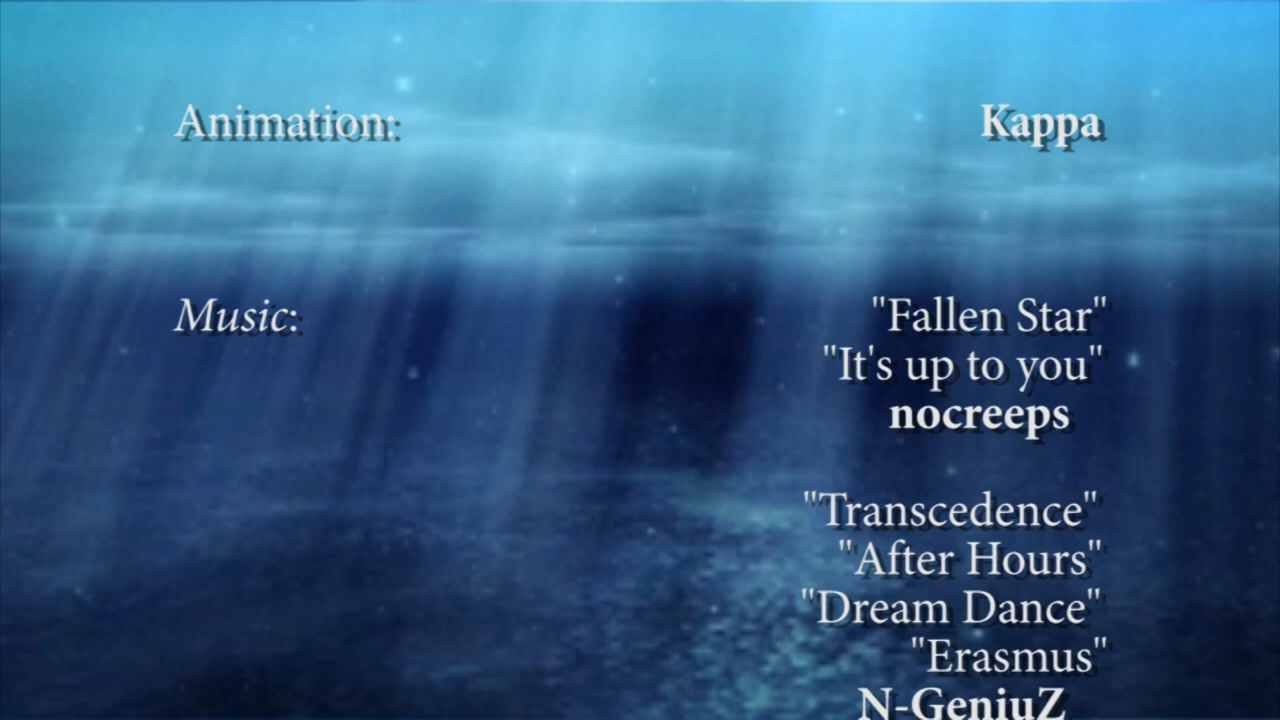 Animation: Kappa
Music: "Fallen Star"
"It's up to you"
nocreeps
"Transcedence"
"After Hours"
"Dream Dance"
"Erasmus"
N-GeniuZ